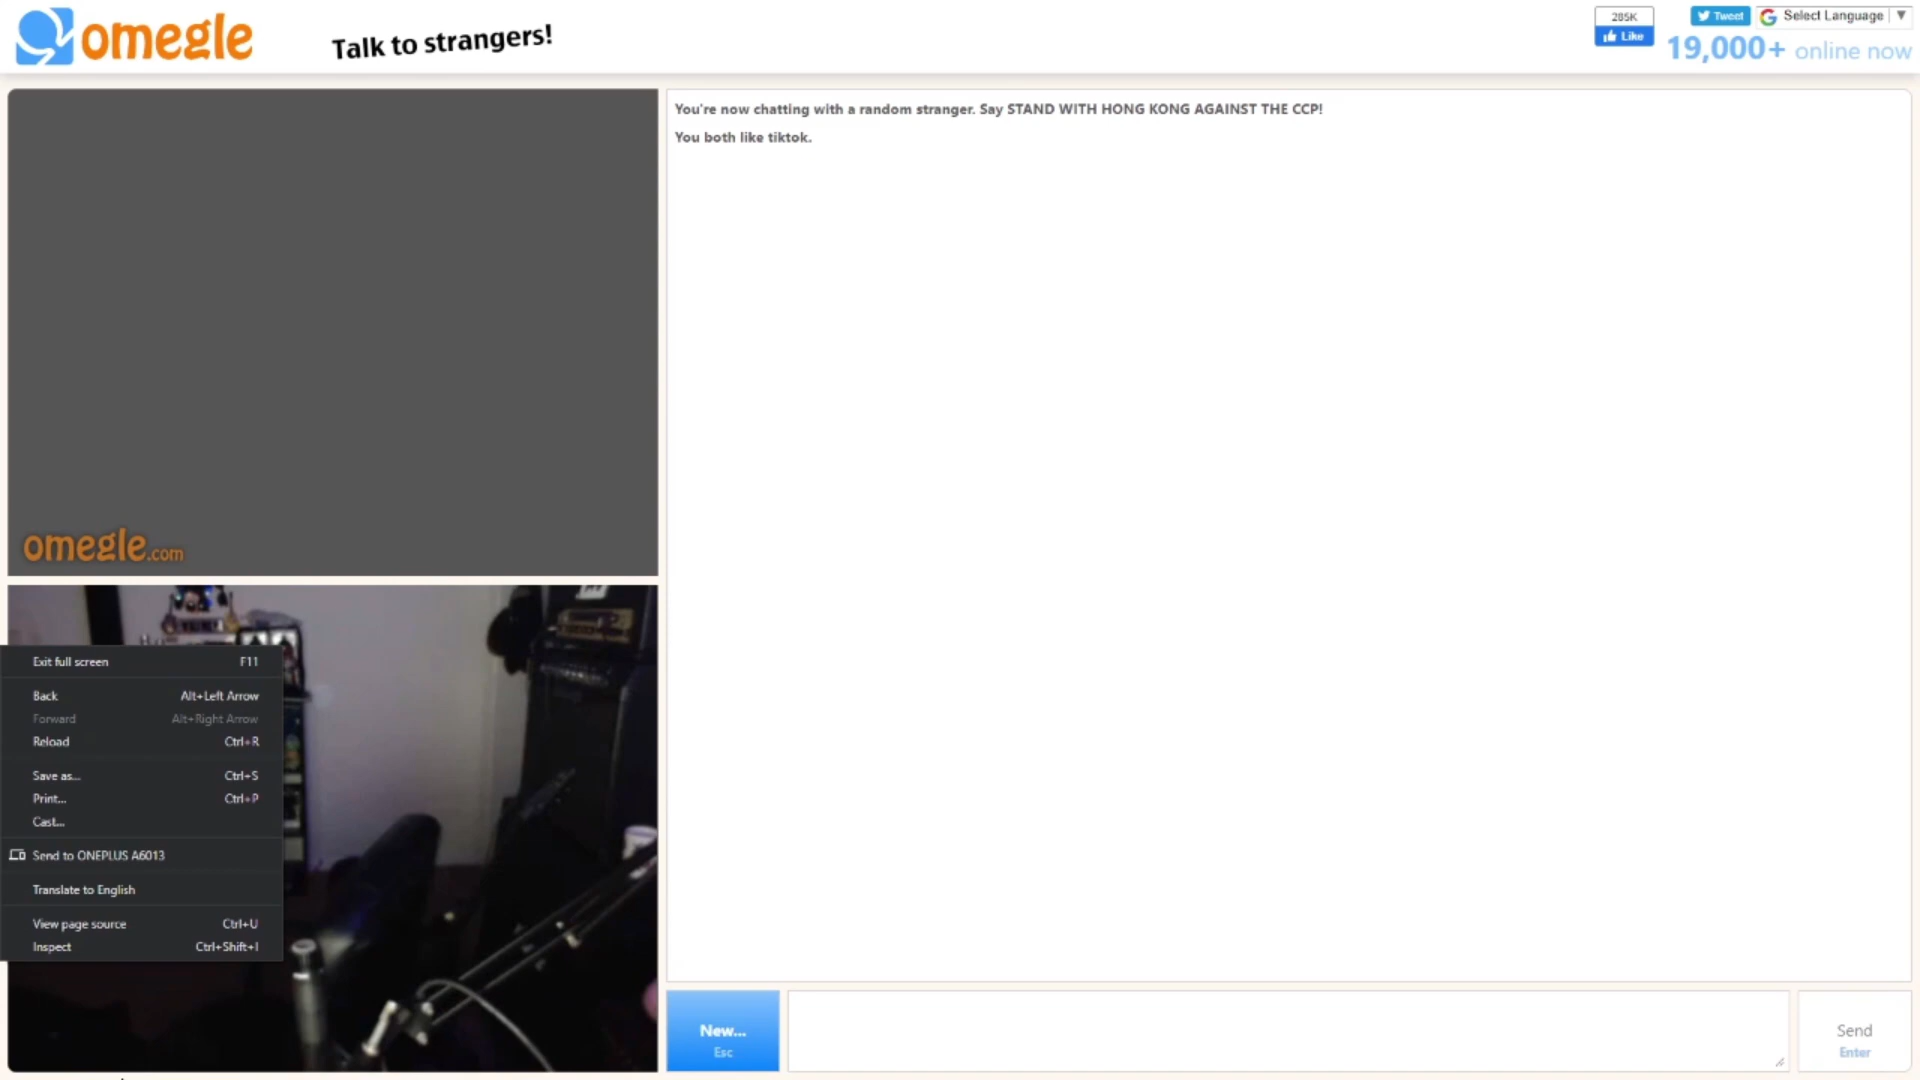 omegle
Talk to strangers!
285K
Like
Tweet
Select Language
19,000+ online now
You're now chatting with a random stranger. Say STAND WITH HONG KONG AGAINST THE CCP!
You both like tiktok.
omegle.com
Exit full screen F11
Back Alt+Left Arrow
Forward Alt+Right Arrow
Reload Ctrl+R
Save as... Ctrl+S
Print... Ctrl+P
Cast...
Send to ONEPLUS A6013
Translate to English
View page source Ctrl+U
Inspect Ctrl+Shift+I
New...
Esc
Send
Enter